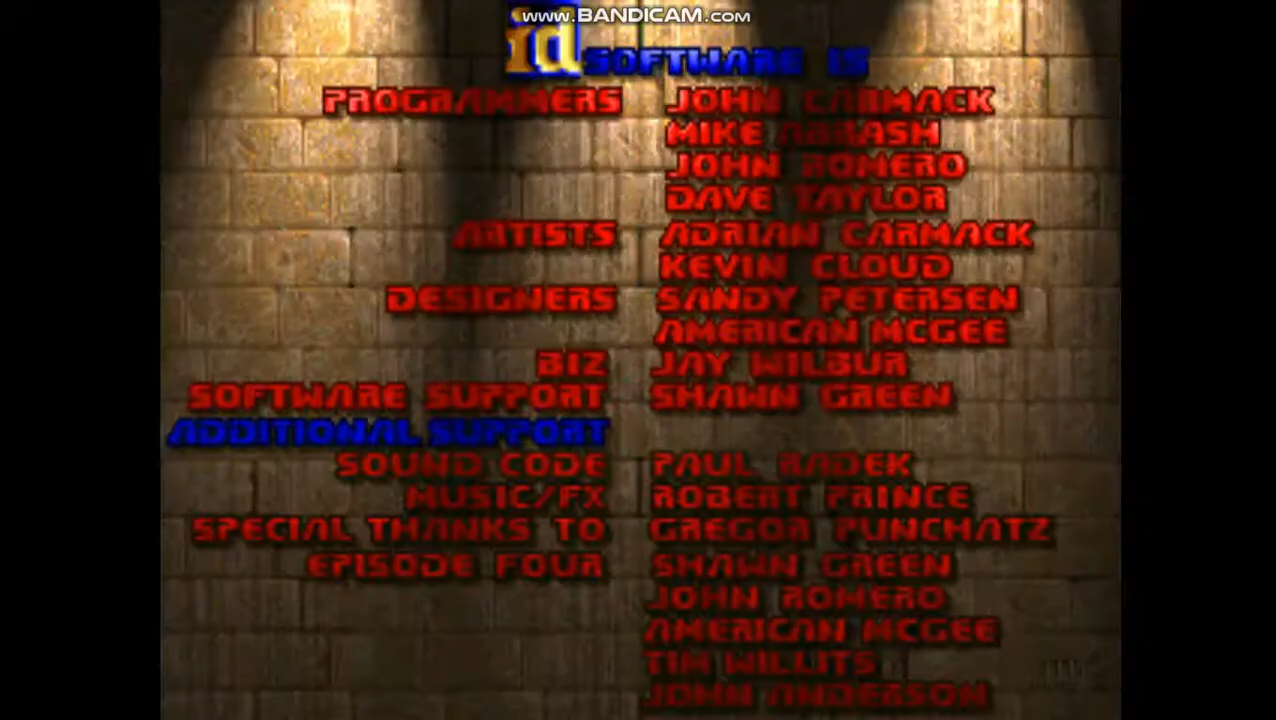 www.BANDICAM.com
id SOFTWARE IS
PROGRAMMERS JOHN CARMACK
MIKE ABRASH
JOHN ROMERO
DAVE TAYLOR
ARTISTS ADRIAN CARMACK
KEVIN CLOUD
DESIGNERS SANDY PETERSEN
AMERICAN MCGEE
BIZ JAY WILBUR
SOFTWARE SUPPORT SHAWN GREEN
ADDITIONAL SUPPORT
SOUND CODE PAUL RADEK
MUSIC/FX ROBERT PRINCE
SPECIAL THANKS TO GREGOR PUNCHATZ
EPISODE FOUR SHAWN GREEN
JOHN ROMERO
AMERICAN MCGEE
TIM WILLITS
JOHN ANDERSON